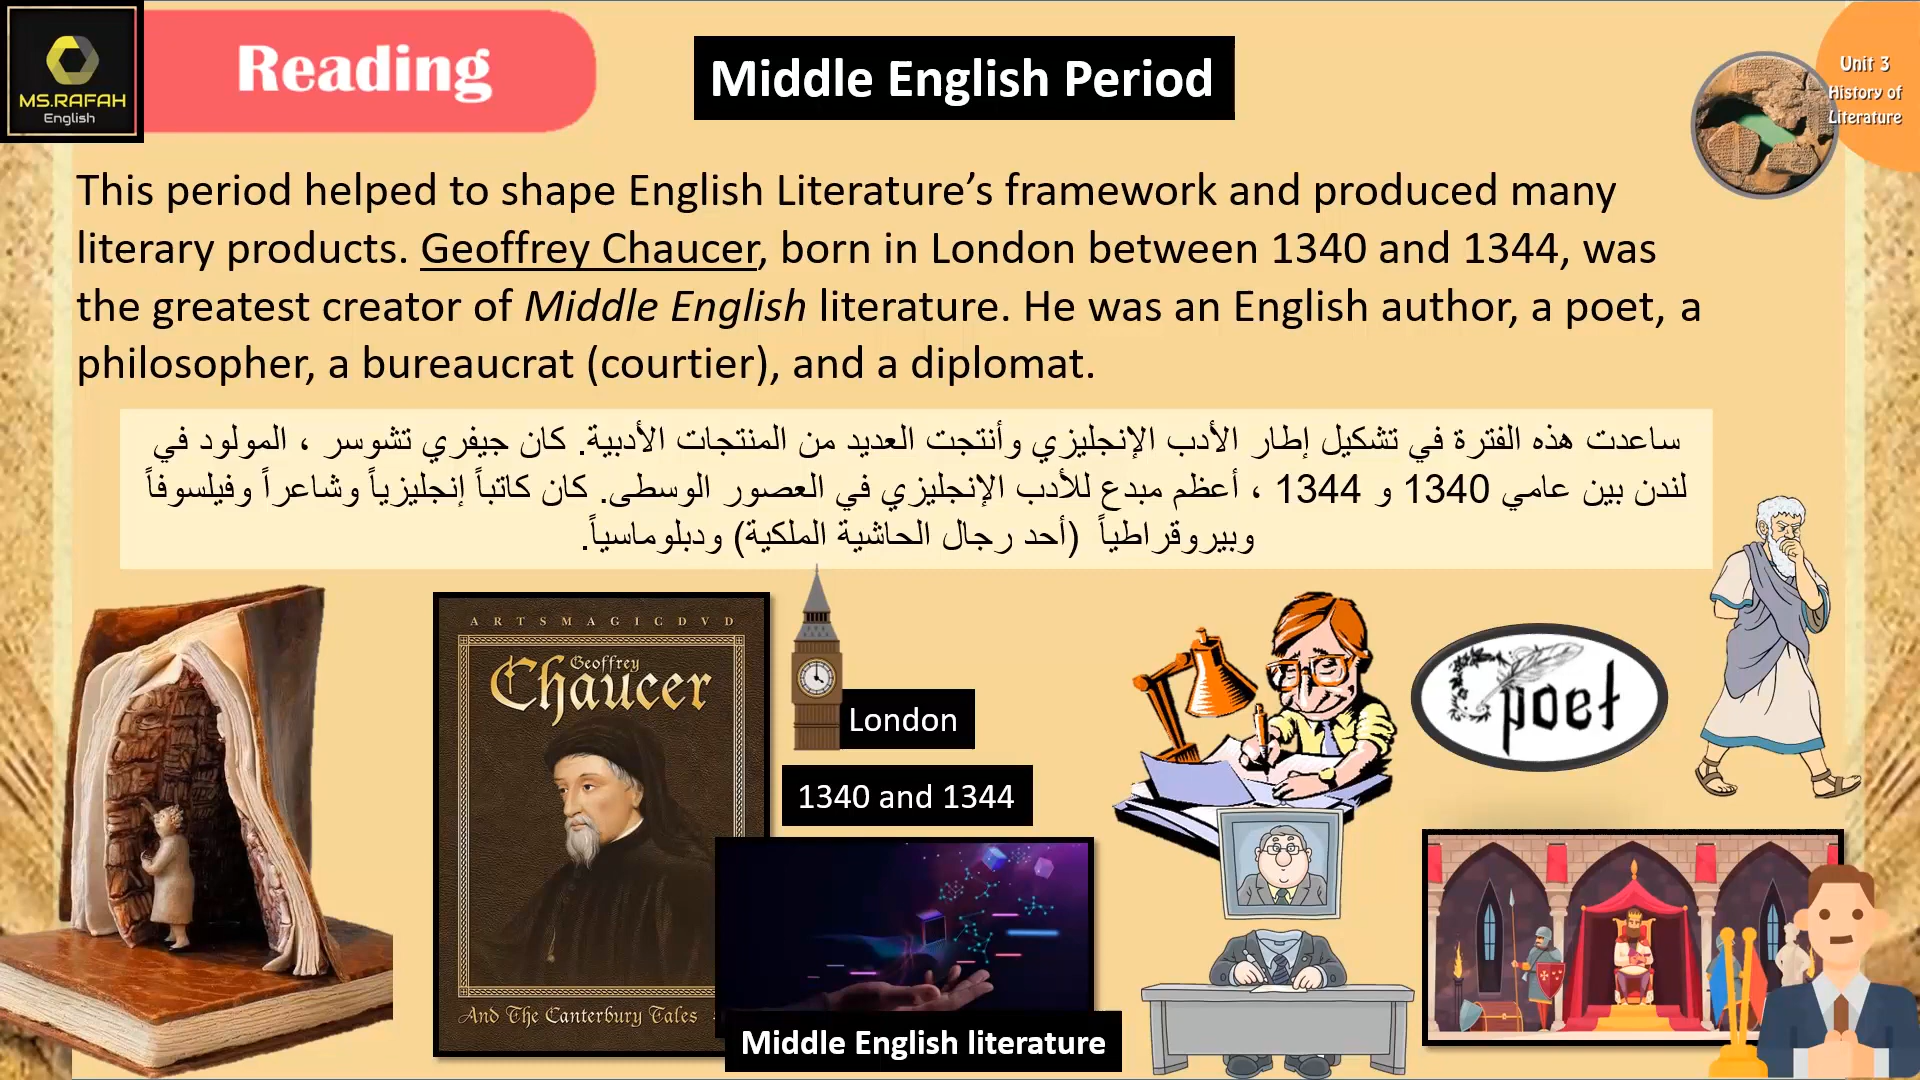 MS.RAFAH
English
Reading
Middle English Period
Unit 3
History of
Literature
This period helped to shape English Literature’s framework and produced many
literary products. Geoffrey Chaucer, born in London between 1340 and 1344, was
the greatest creator of Middle English literature. He was an English author, a poet, a
philosopher, a bureaucrat (courtier), and a diplomat.
ساعدت هذه الفترة في تشكيل إطار الأدب الإنجليزي وأنتجت العديد من المنتجات الأدبية. كان جيفري تشوسر ، المولود في
لندن بين عامي 1340 و 1344 ، أعظم مبدع للأدب الإنجليزي في العصور الوسطى. كان كاتباً إنجليزياً وشاعراً وفيلسوفاً
وبيروقراطياً (أحد رجال الحاشية الملكية) ودبلوماسياً.
ARTSMAGICDVD
Geoffrey
Chaucer
And The Canterbury Tales
London
1340 and 1344
Middle English literature
poet